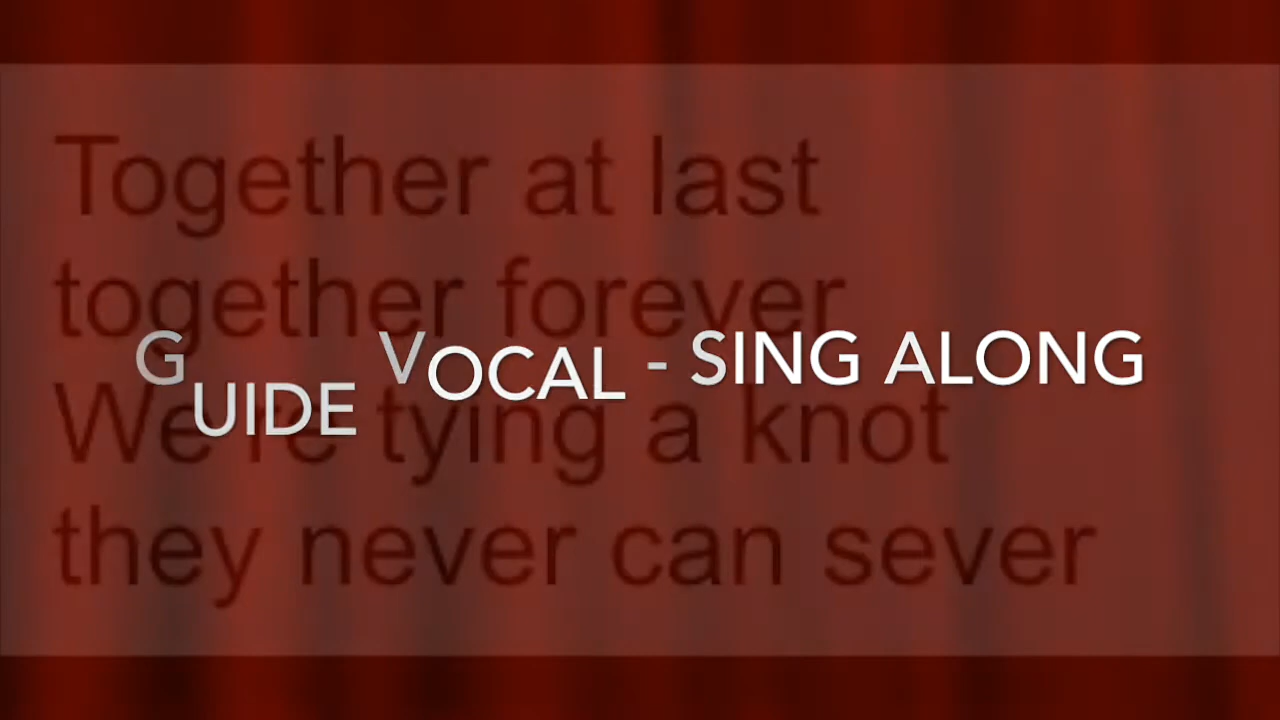 Together at last
together forever
GUIDE VOCAL - SING ALONG
We're tying a knot
they never can sever